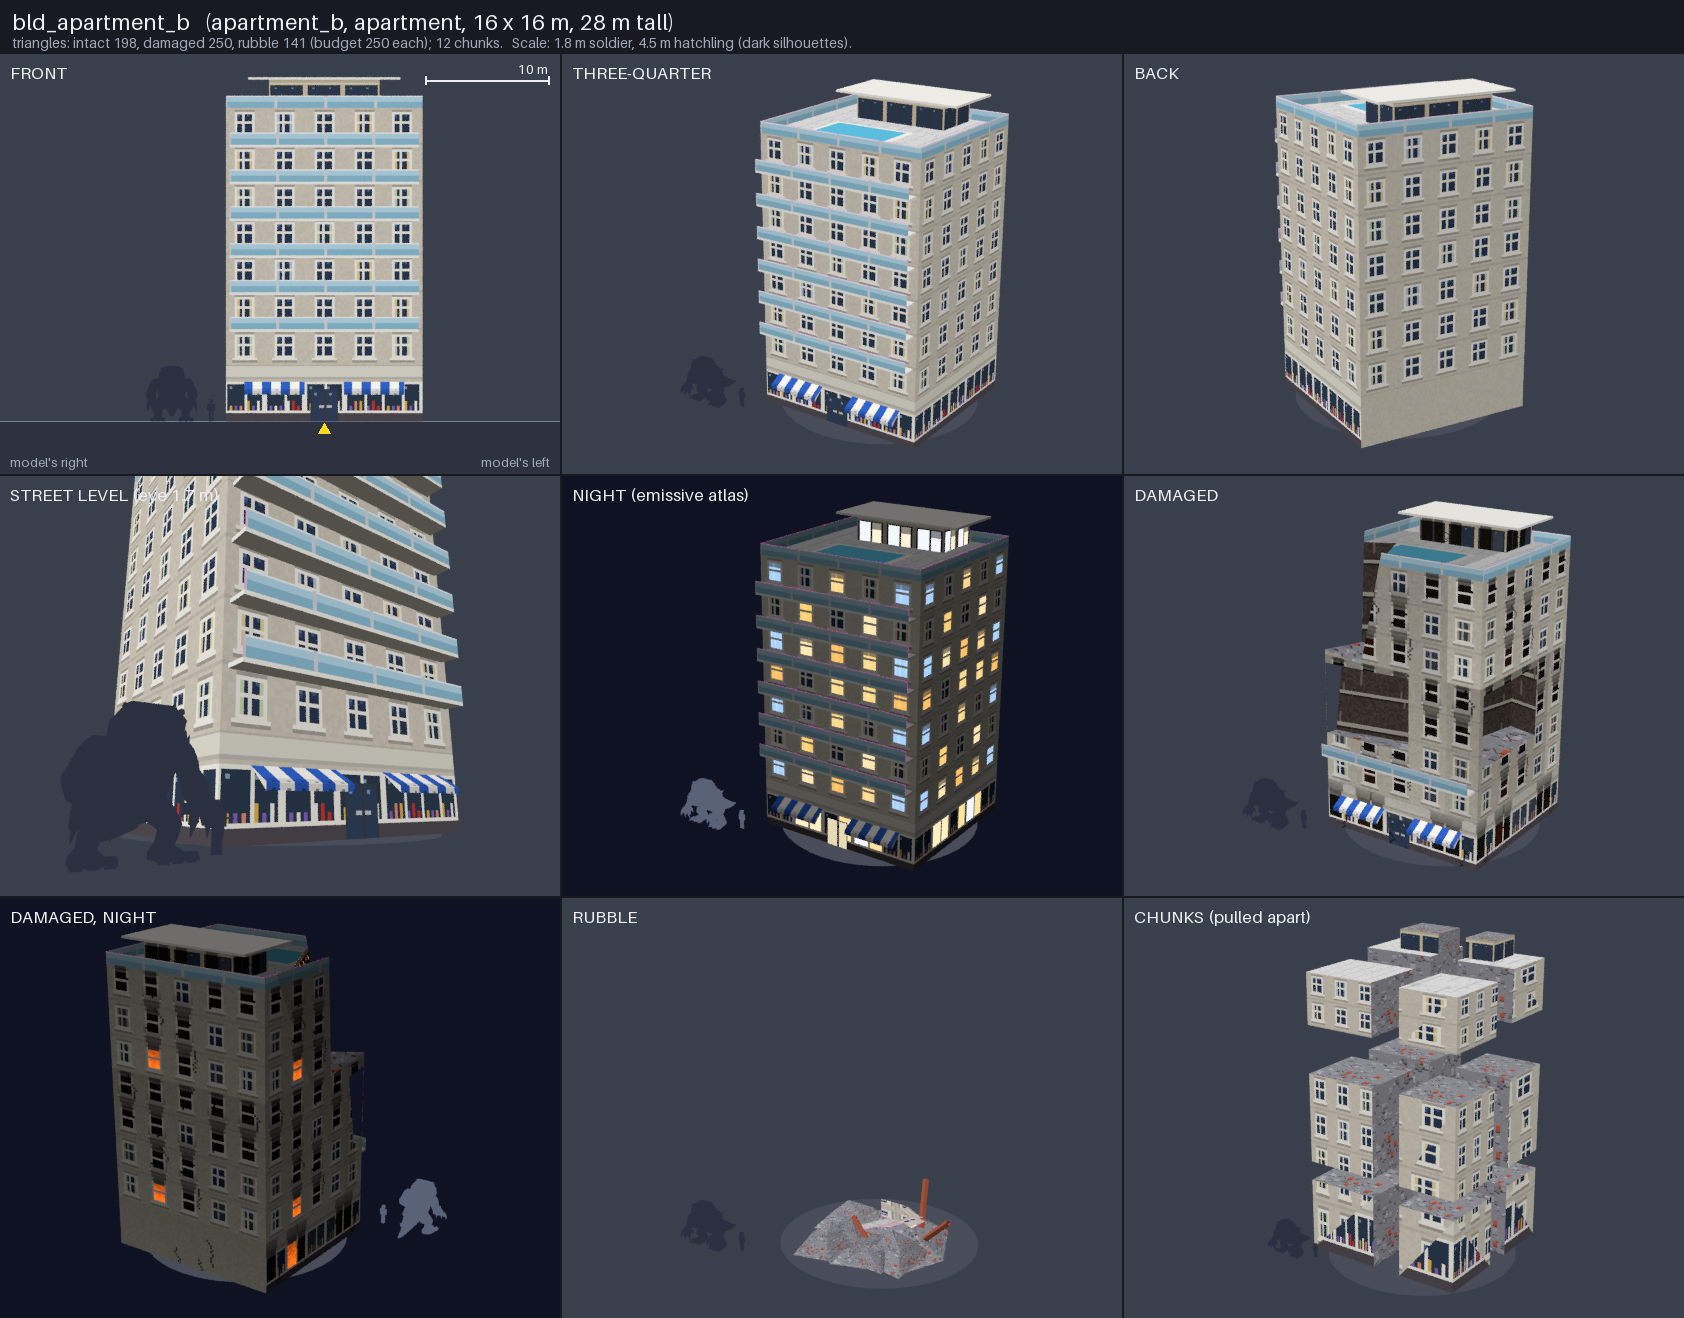 bld_apartment_b (apartment_b, apartment, 16 x 16 m, 28 m tall)
triangles: intact 198, damaged 250, rubble 141 (budget 250 each); 12 chunks. Scale: 1.8 m soldier, 4.5 m hatchling (dark silhouettes).
FRONT
10 m
THREE-QUARTER
BACK
model's right
model's left
STREET LEVEL (eye 1.7 m)
NIGHT (emissive atlas)
DAMAGED
DAMAGED, NIGHT
RUBBLE
CHUNKS (pulled apart)